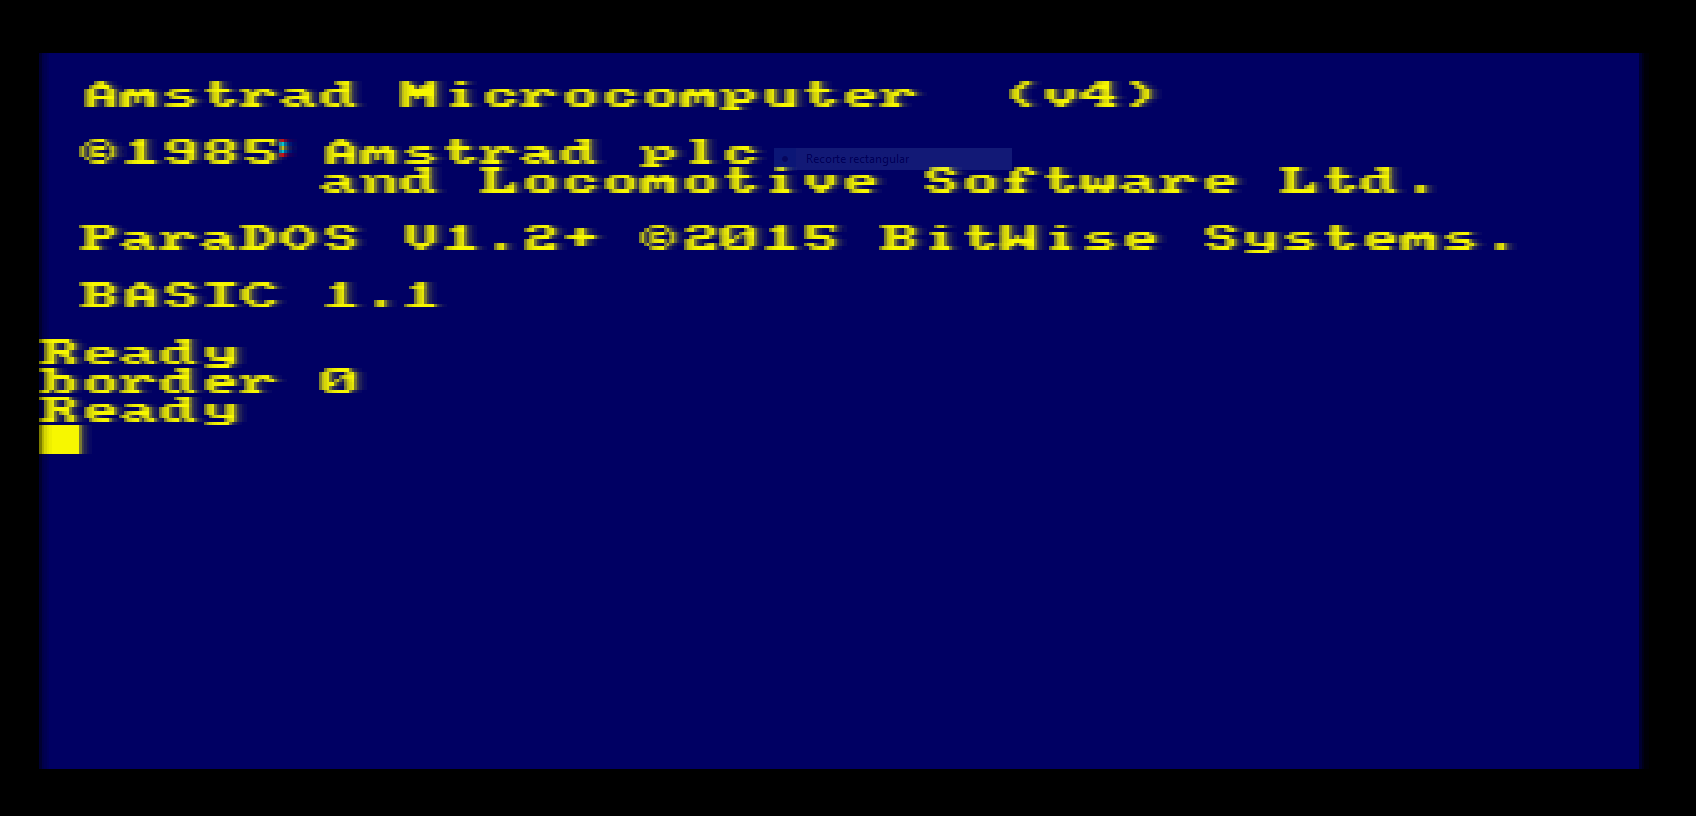 Amstrad Microcomputer (v4)
©1985 Amstrad plc
Recorte rectangular
and Locomotive Software Ltd.
ParaDOS V1.2+ ©2015 BitWise Systems.
BASIC 1.1
Ready
border 0
Ready